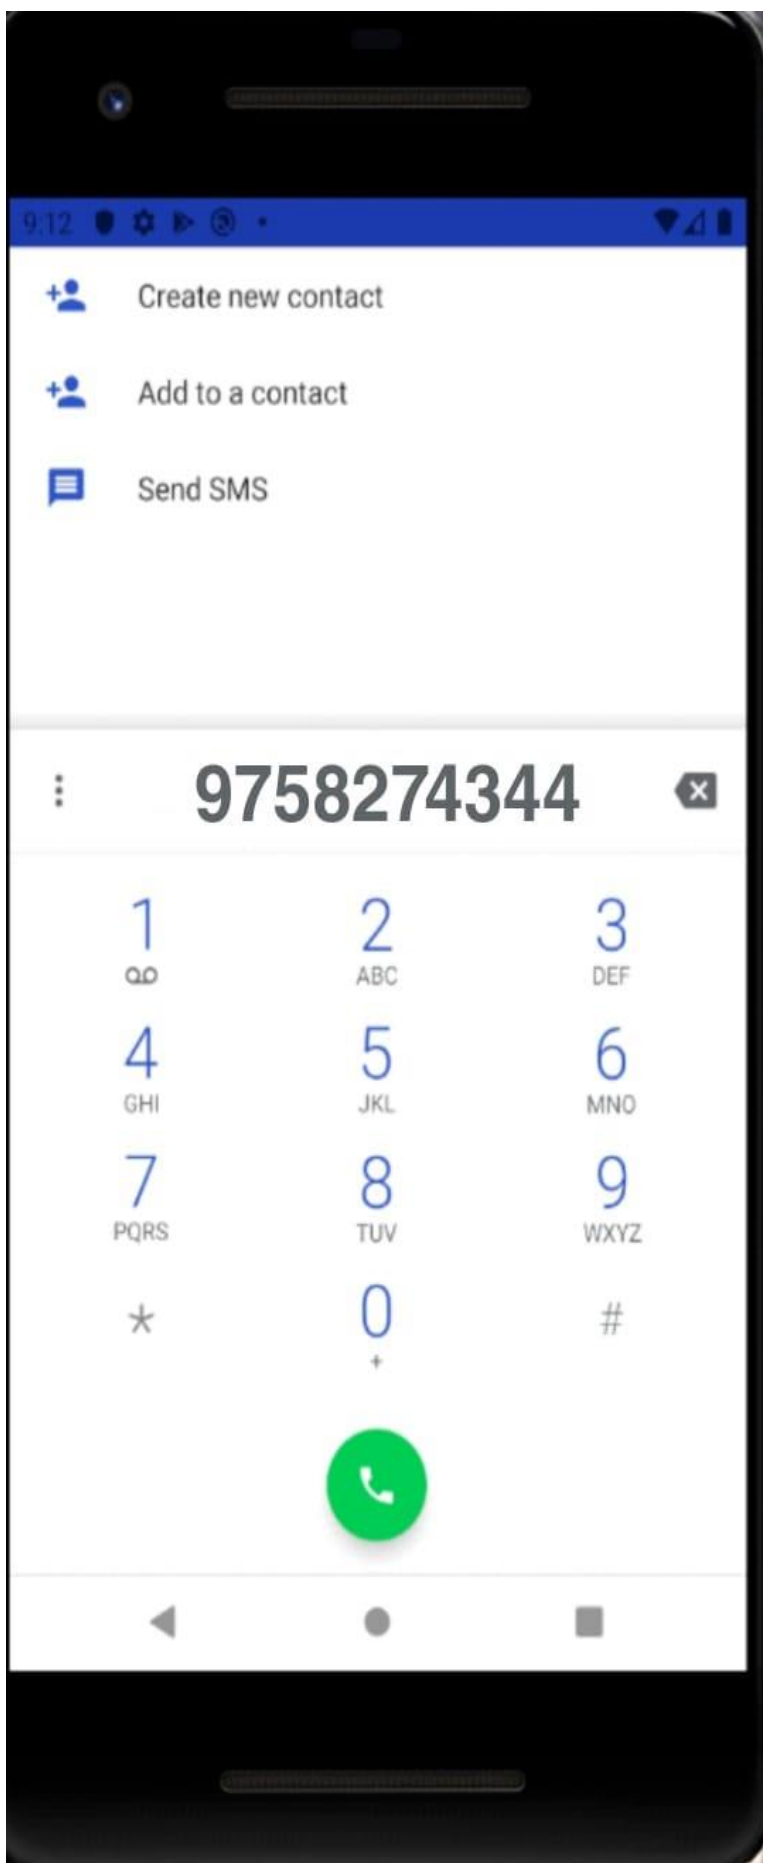 9:12
Create new contact
Add to a contact
Send SMS
9758274344
1 2 3
ABC DEF
4 5 6
GHI JKL MNO
7 8 9
PQRS TUV WXYZ
* 0 #
+